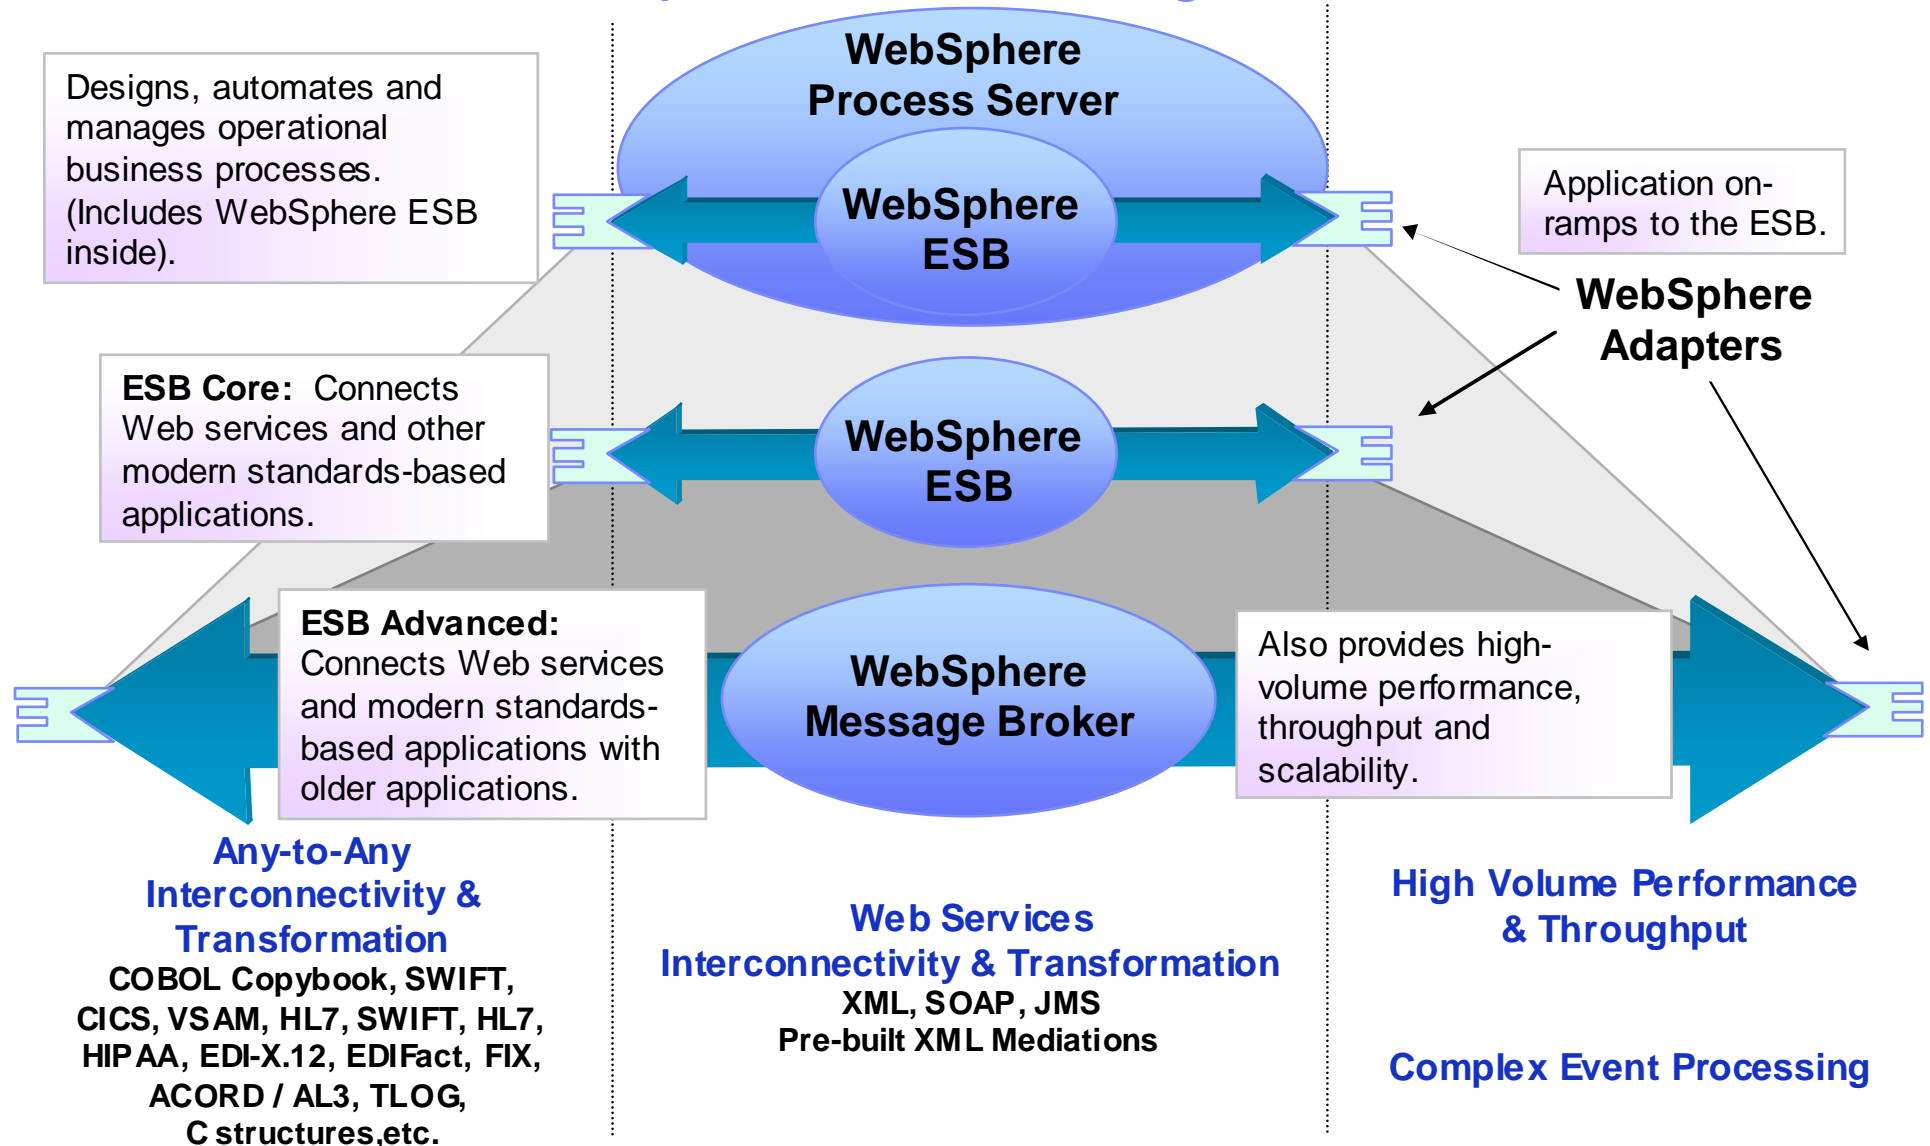 WebSphere
Process Server
Designs, automates and
manages operational
business processes.
(Includes WebSphere ESB
inside).
WebSphere
ESB
Application on-
ramps to the ESB.
WebSphere
Adapters
ESB Core: Connects
Web services and other
modern standards-based
applications.
WebSphere
ESB
ESB Advanced:
Connects Web services
and modern standards-
based applications with
older applications.
WebSphere
Message Broker
Also provides high-
volume performance,
throughput and
scalability.
Any-to-Any
Interconnectivity &
Transformation
COBOL Copybook, SWIFT,
CICS, VSAM, HL7, SWIFT, HL7,
HIPAA, EDI-X.12, EDIFact, FIX,
ACORD / AL3, TLOG,
C structures,etc.
Web Services
Interconnectivity & Transformation
XML, SOAP, JMS
Pre-built XML Mediations
High Volume Performance
& Throughput
Complex Event Processing